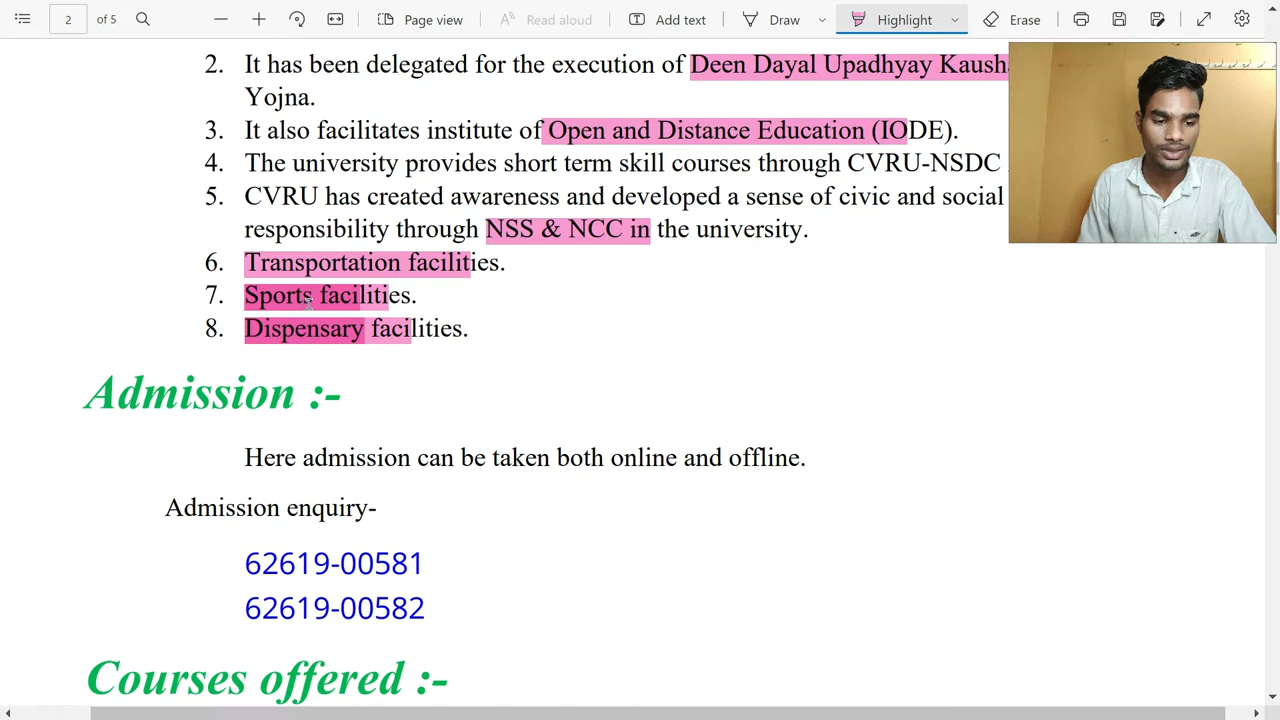 2 of 5 Page view Read aloud Add text Draw Highlight Erase
2. It has been delegated for the execution of Deen Dayal Upadhyay
Yojna.
3. It also facilitates institute of Open and Distance Education (IODE).
4. The university provides short term skill courses through CVRU-NSDC
5. CVRU has created awareness and developed a sense of civic and social
responsibility through NSS & NCC in the university.
6. Transportation facilities.
7. Sports facilities.
8. Dispensary facilities.
Admission :-
Here admission can be taken both online and offline.
Admission enquiry-
62619-00581
62619-00582
Courses offered :-